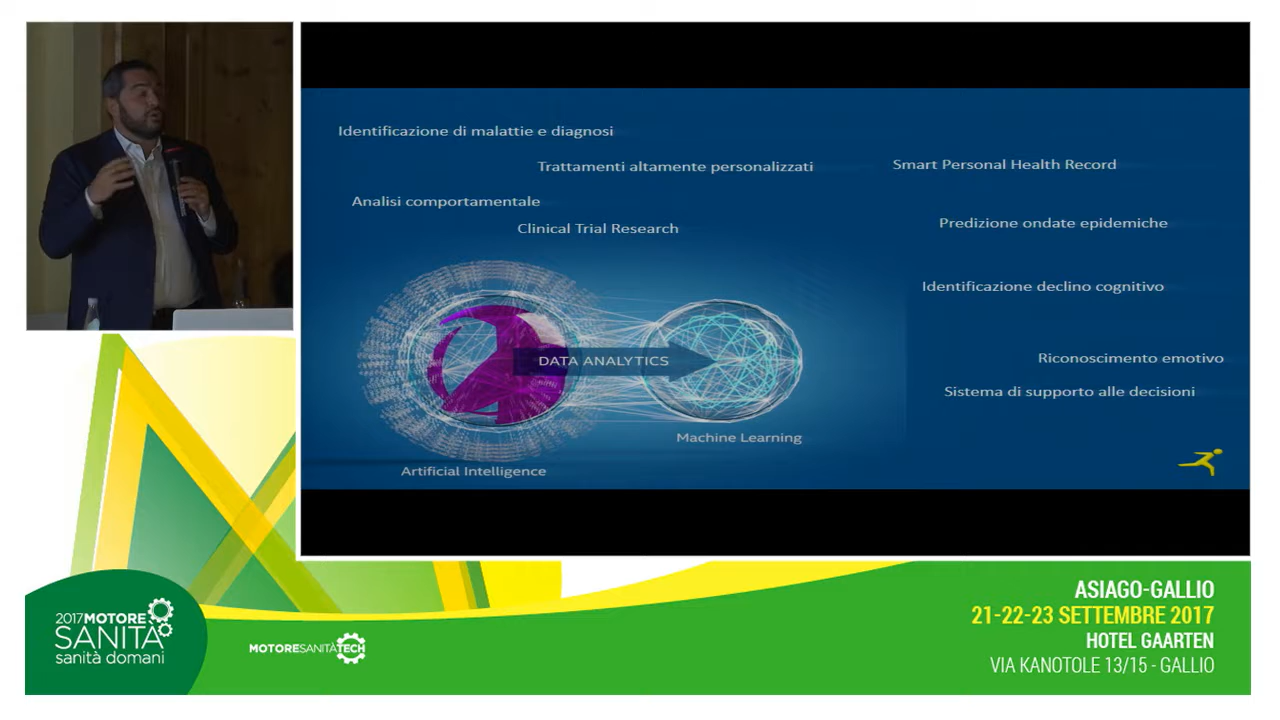 Identificazione di malattie e diagnosi
Trattamenti altamente personalizzati
Smart Personal Health Record
Analisi comportamentale
Clinical Trial Research
Predizione ondate epidemiche
Identificazione declino cognitivo
DATA ANALYTICS
Riconoscimento emotivo
Sistema di supporto alle decisioni
Machine Learning
Artificial Intelligence
2017MOTORE
SANITÀ
sanità domani
MOTORESANITÀTECH
ASIAGO-GALLIO
21-22-23 SETTEMBRE 2017
HOTEL GAARTEN
VIA KANOTOLE 13/15 - GALLIO